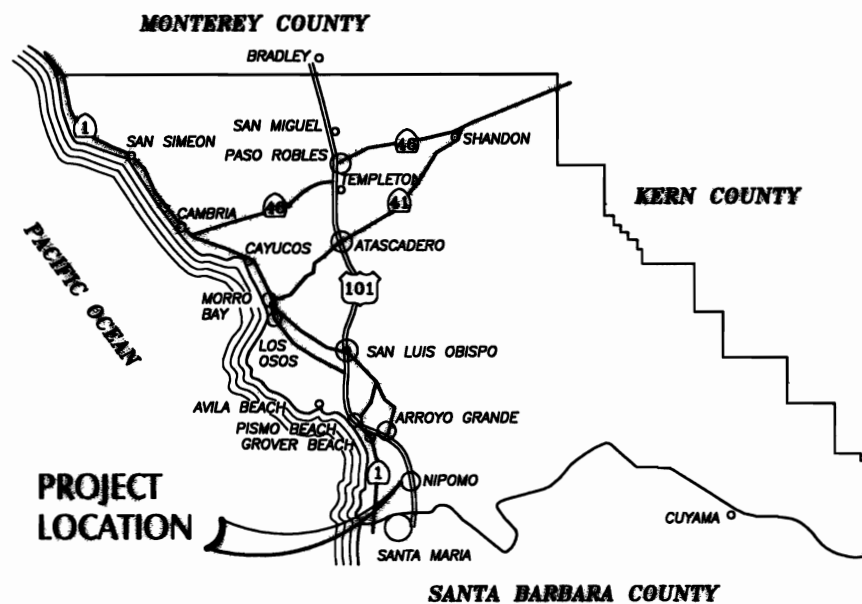 MONTEREY COUNTY
BRADLEY
1
SAN SIMEON
SAN MIGUEL
46
SHANDON
PASO ROBLES
TEMPLETON
41
KERN COUNTY
CAMBRIA
46
PACIFIC OCEAN
CAYUCOS
ATASCADERO
101
MORRO
BAY
LOS
OSOS
SAN LUIS OBISPO
AVILA BEACH
PISMO BEACH
GROVER BEACH
ARROYO GRANDE
1
NIPOMO
PROJECT
LOCATION
CUYAMA
SANTA MARIA
SANTA BARBARA COUNTY